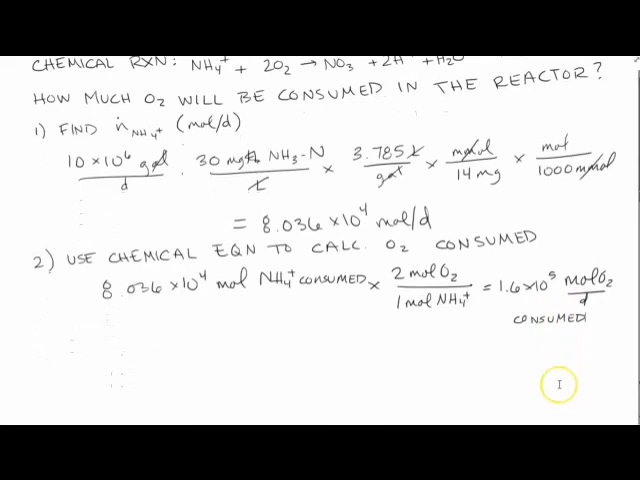 CHEMICAL RXN: NH₄⁺ + 2O₂ → NO₃ + 2H⁺ + H₂O
HOW MUCH O₂ WILL BE CONSUMED IN THE REACTOR?
1) FIND ṅ NH₄⁺ (mol/d)
10 × 10⁶ gal / d · 30 mg NH₃-N / L × 3.785 L / gal × mmol / 14 mg × mol / 1000 mmol
= 8.036 × 10⁴ mol/d
2) USE CHEMICAL EQN TO CALC. O₂ CONSUMED
8.036 × 10⁴ mol NH₄⁺ CONSUMED × 2 mol O₂ / 1 mol NH₄⁺ = 1.6 × 10⁵ mol O₂ / d
CONSUMED